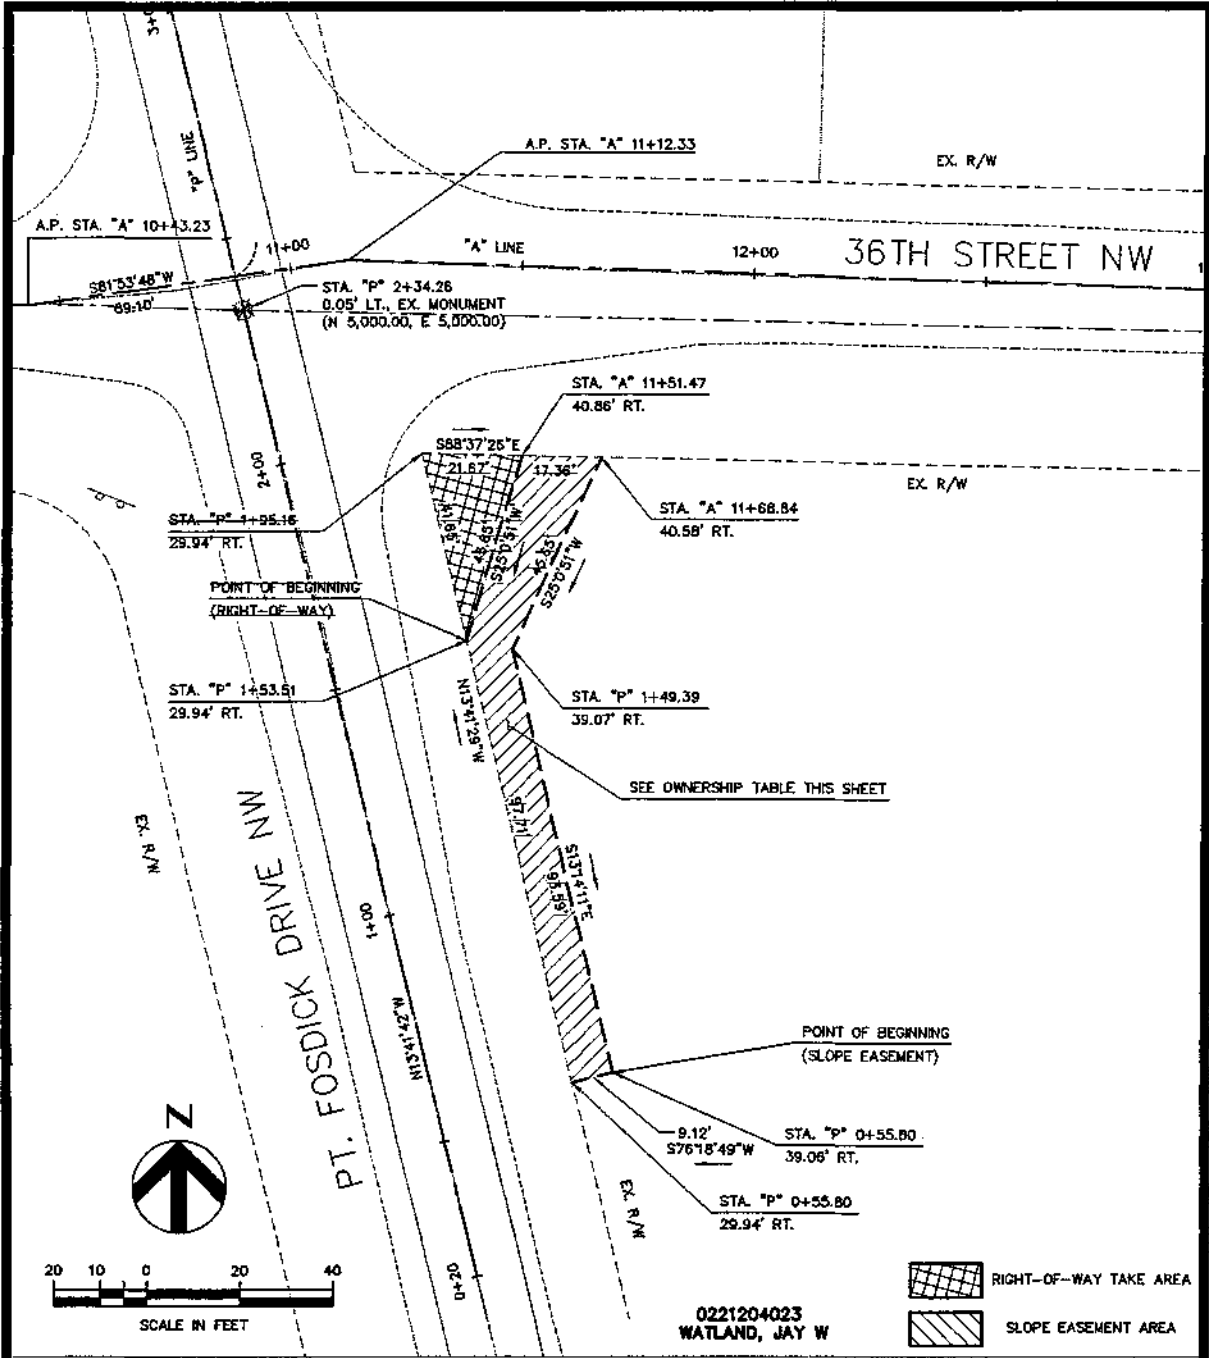 3+0
"P" LINE
A.P. STA. "A" 11+12.33
EX. R/W
A.P. STA. "A" 10+43.23
11+00
"A" LINE
12+00
36TH STREET NW
S81°53'48"W
69.10'
STA. "P" 2+34.26
0.05' LT., EX. MONUMENT
(N 5,000.00, E 5,000.00)
STA. "A" 11+51.47
40.86' RT.
S88°37'25"E
21.67'
17.36'
2+00
EX. R/W
STA. "A" 11+68.84
40.58' RT.
STA. "P" 1+95.16
29.94' RT.
45.65'
S25°0'51"W
45.65'
S25°0'51"W
POINT OF BEGINNING
(RIGHT-OF-WAY)
STA. "P" 1+53.51
29.94' RT.
N13°41'29"W
STA. "P" 1+49.39
39.07' RT.
SEE OWNERSHIP TABLE THIS SHEET
EX. R/W
97.71'
S13°14'11"E
93.59'
1+00
N13°41'42"W
PT. FOSDICK DRIVE NW
POINT OF BEGINNING
(SLOPE EASEMENT)
9.12'
S76°18'49"W
STA. "P" 0+55.80
39.06' RT.
STA. "P" 0+55.80
29.94' RT.
EX. R/W
N
0+20
20 10 0 20 40
SCALE IN FEET
0221204023
WATLAND, JAY W
RIGHT-OF-WAY TAKE AREA
SLOPE EASEMENT AREA